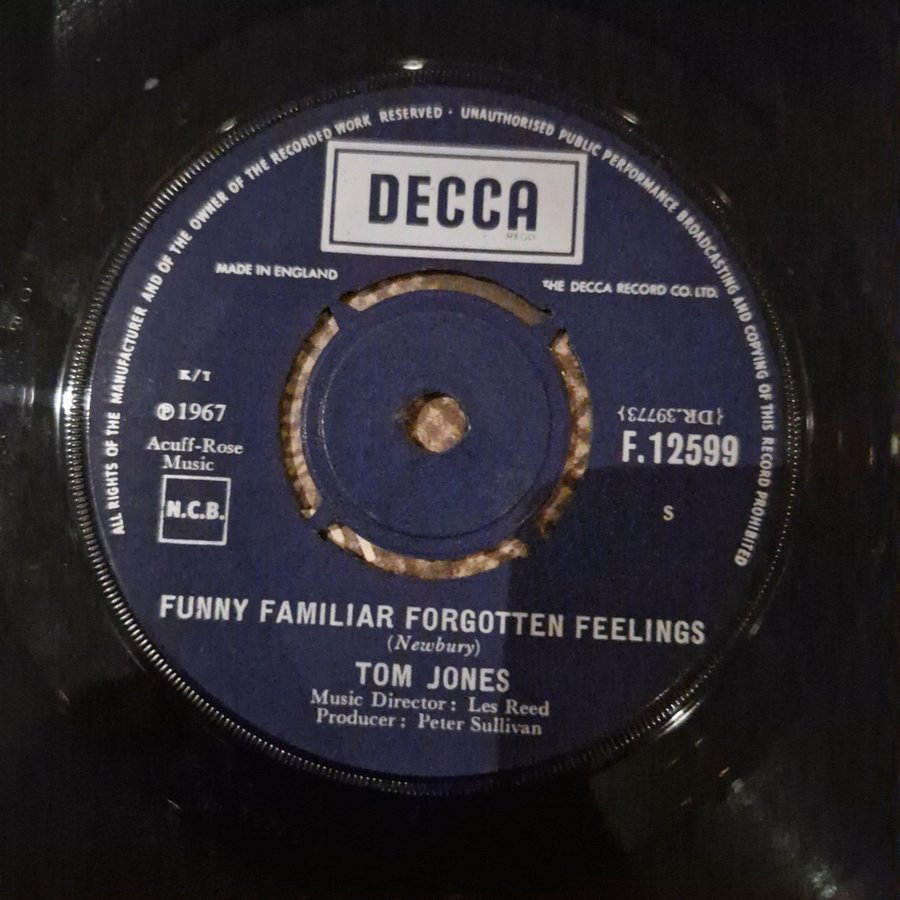 ALL RIGHTS OF THE MANUFACTURER AND OF THE OWNER OF THE RECORDED WORK RESERVED · UNAUTHORISED PUBLIC PERFORMANCE BROADCASTING AND COPYING OF THIS RECORD PROHIBITED
DECCA
REGD
MADE IN ENGLAND
THE DECCA RECORD CO. LTD.
K/T
℗1967
{DR.39773}
Acuff-Rose
Music
F.12599
N.C.B.
S
FUNNY FAMILIAR FORGOTTEN FEELINGS
(Newbury)
TOM JONES
Music Director: Les Reed
Producer: Peter Sullivan